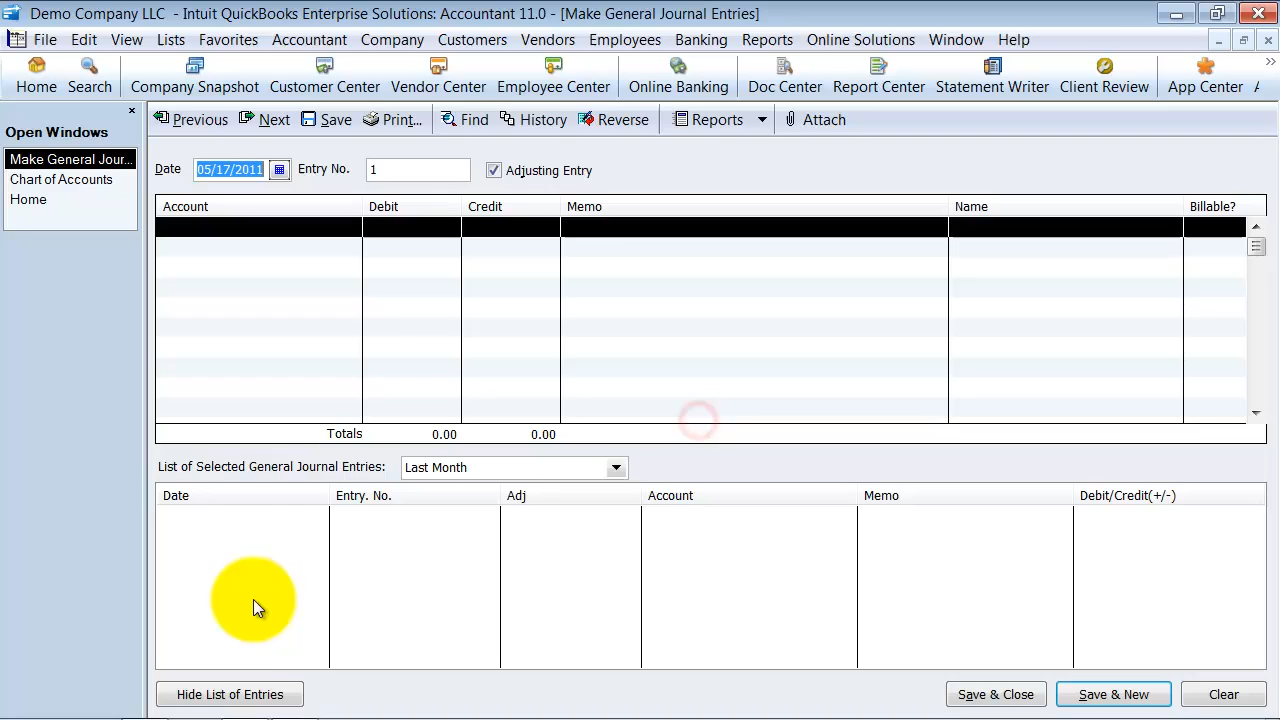 Demo Company LLC - Intuit QuickBooks Enterprise Solutions: Accountant 11.0 - [Make General Journal Entries]
File Edit View Lists Favorites Accountant Company Customers Vendors Employees Banking Reports Online Solutions Window Help
Home Search Company Snapshot Customer Center Vendor Center Employee Center Online Banking Doc Center Report Center Statement Writer Client Review App Center
Open Windows
Make General Jour...
Chart of Accounts
Home
Previous Next Save Print... Find History Reverse Reports Attach
Date 05/17/2011 Entry No. 1 Adjusting Entry
Account Debit Credit Memo Name Billable?
Totals 0.00 0.00
List of Selected General Journal Entries: Last Month
Date Entry. No. Adj Account Memo Debit/Credit(+/-)
Hide List of Entries Save & Close Save & New Clear